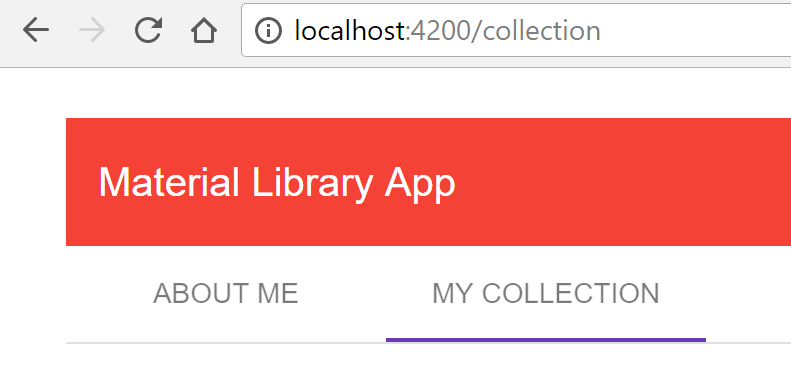 localhost:4200/collection
Material Library App
ABOUT ME MY COLLECTION